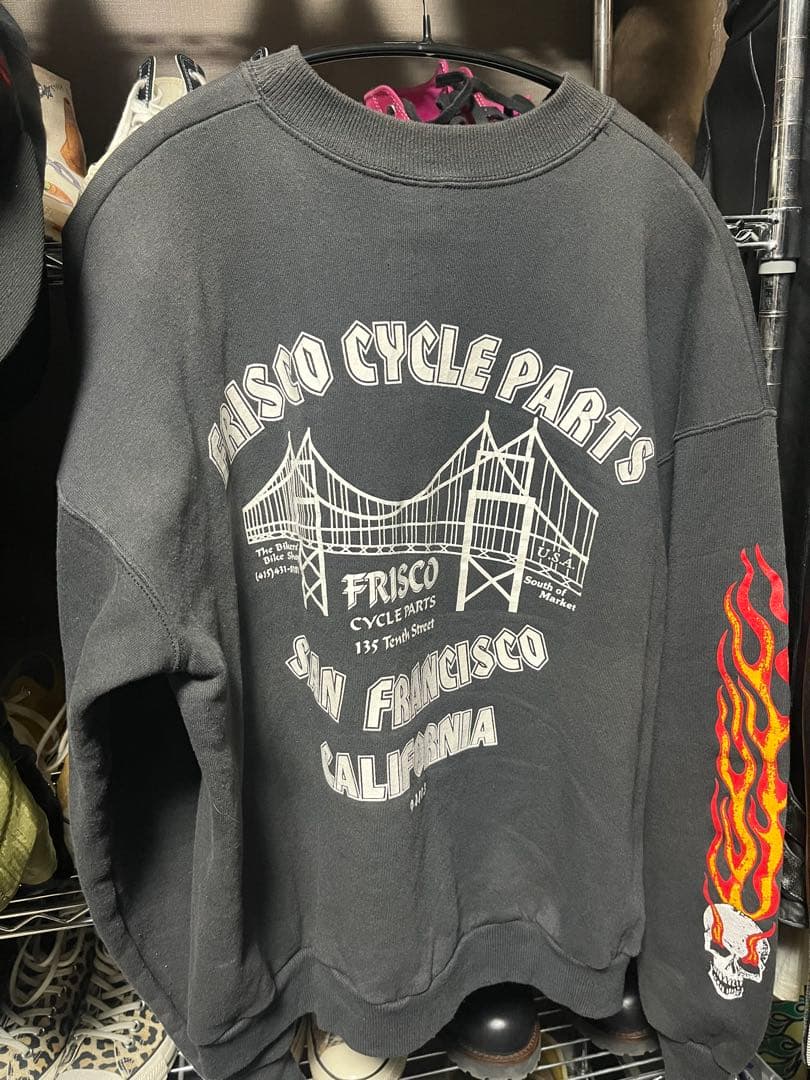 FRISCO CYCLE PARTS
The Bikers'
Bike Shop
(415)431-
U.S.A.
South of
Market
FRISCO
CYCLE PARTS
135 Tenth Street
SAN FRANCISCO
CALIFORNIA